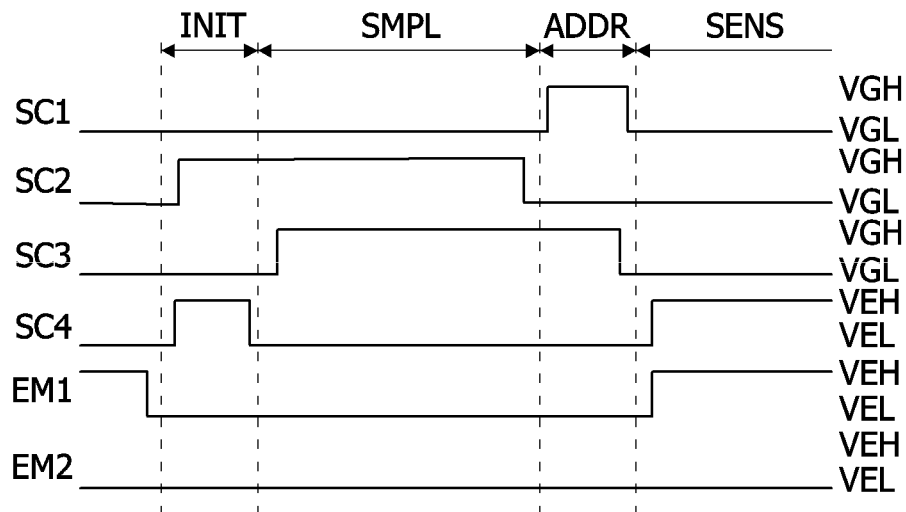 INIT SMPL ADDR SENS
SC1 VGH
VGL
SC2 VGH
VGL
SC3 VGH
VGL
SC4 VEH
VEL
EM1 VEH
VEL
EM2 VEH
VEL